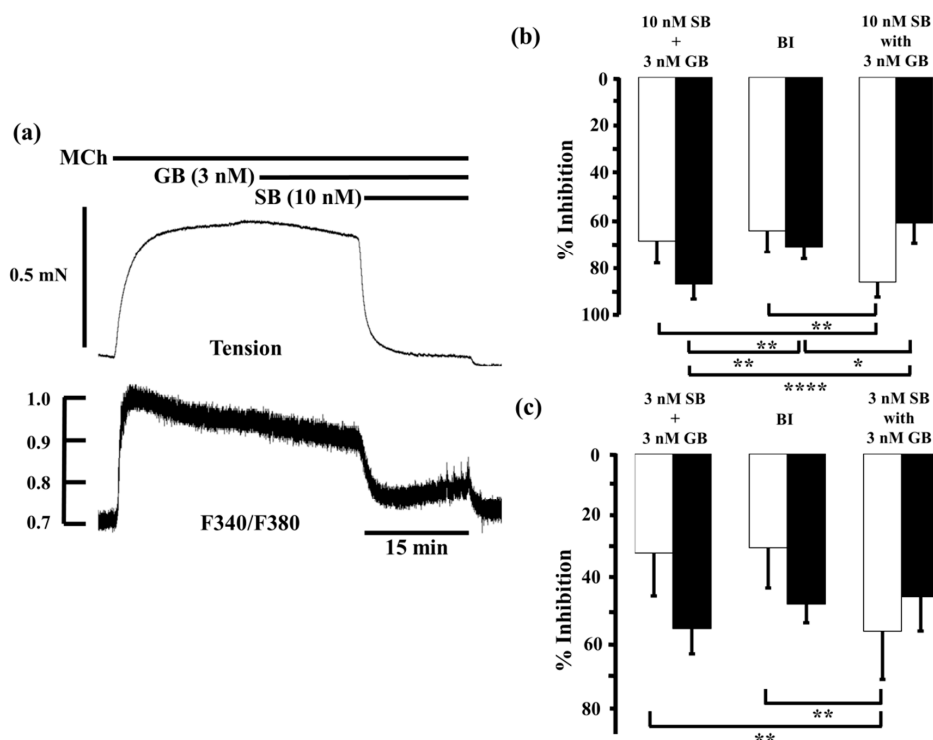 (a)
MCh
GB (3 nM)
SB (10 nM)
0.5 mN
Tension
1.0
0.9
0.8
0.7
F340/F380
15 min
(b)
10 nM SB
+
3 nM GB
BI
10 nM SB
with
3 nM GB
% Inhibition
0
20
40
60
80
100
**
**
**
*
****
(c)
3 nM SB
+
3 nM GB
BI
3 nM SB
with
3 nM GB
% Inhibition
0
20
40
60
80
**
**